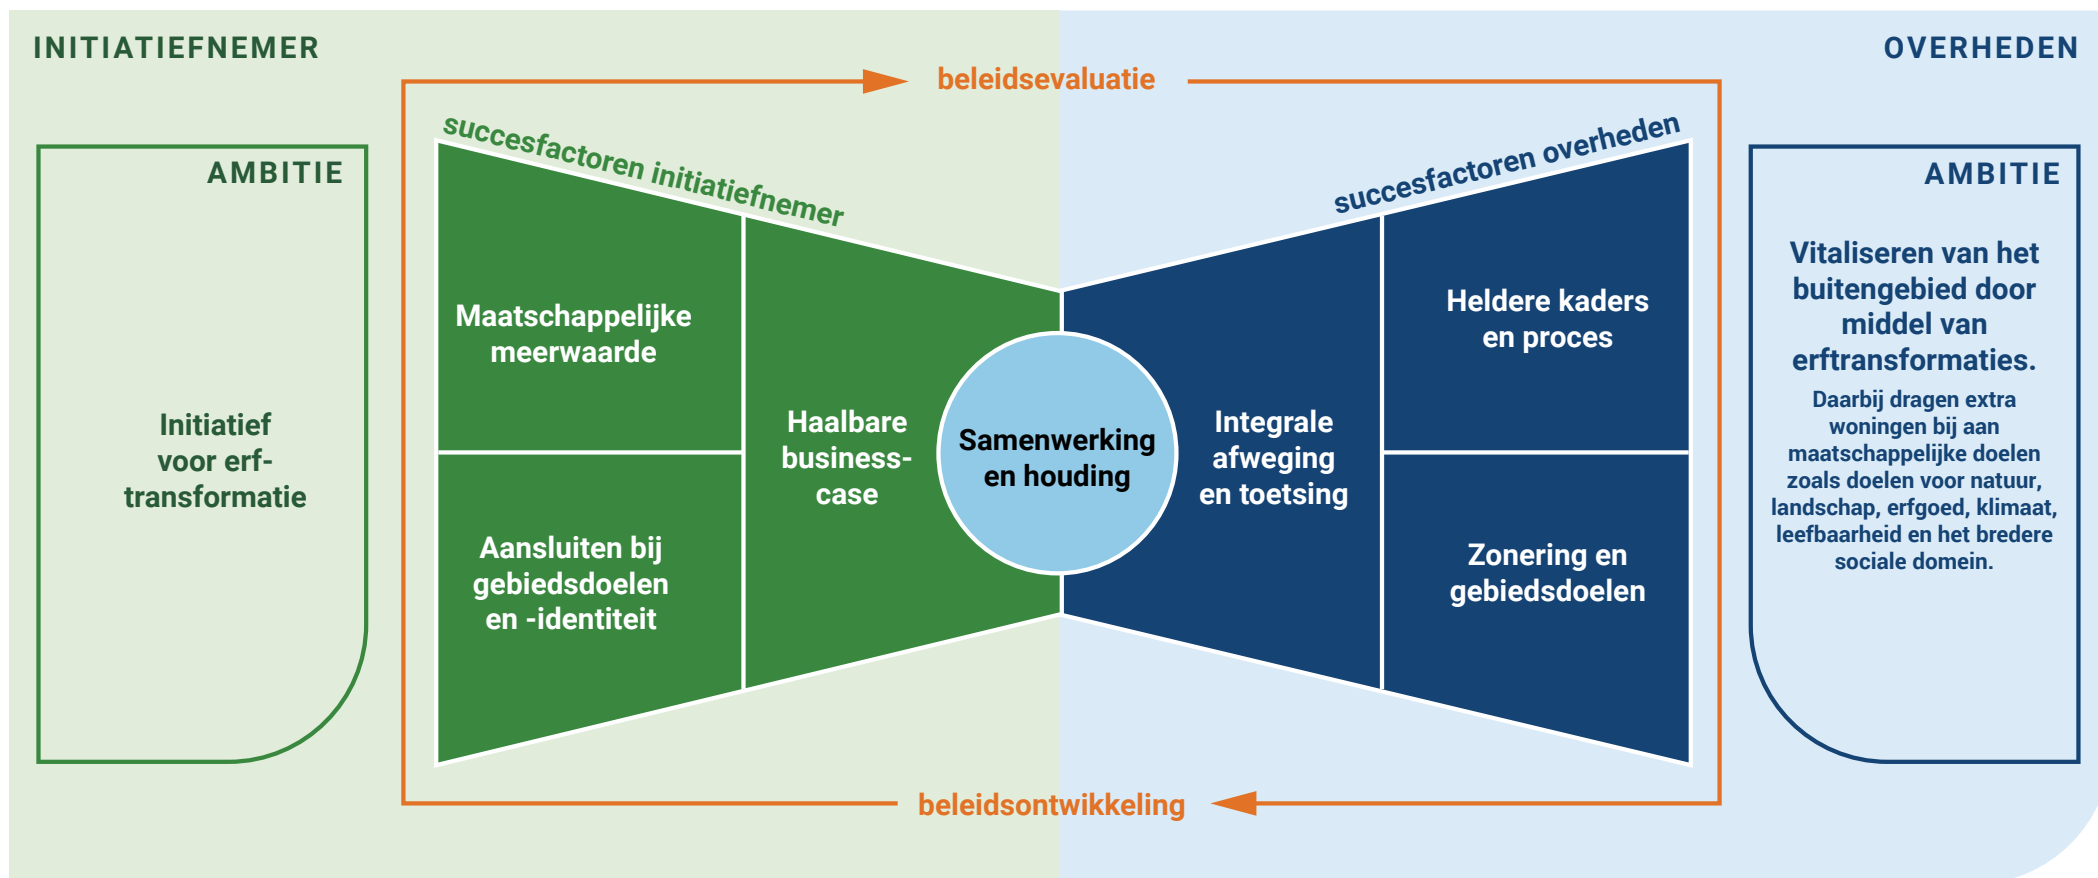 INITIATIEFNEMER
OVERHEDEN
beleidsevaluatie
succesfactoren initiatiefnemer
succesfactoren overheden
AMBITIE
Initiatief
voor erf-
transformatie
Maatschappelijke
meerwaarde
Aansluiten bij
gebiedsdoelen
en -identiteit
Haalbare
business-
case
Samenwerking
en houding
Integrale
afweging
en toetsing
Heldere kaders
en proces
Zonering en
gebiedsdoelen
AMBITIE
Vitaliseren van het
buitengebied door
middel van
erftransformaties.
Daarbij dragen extra
woningen bij aan
maatschappelijke doelen
zoals doelen voor natuur,
landschap, erfgoed, klimaat,
leefbaarheid en het bredere
sociale domein.
beleidsontwikkeling